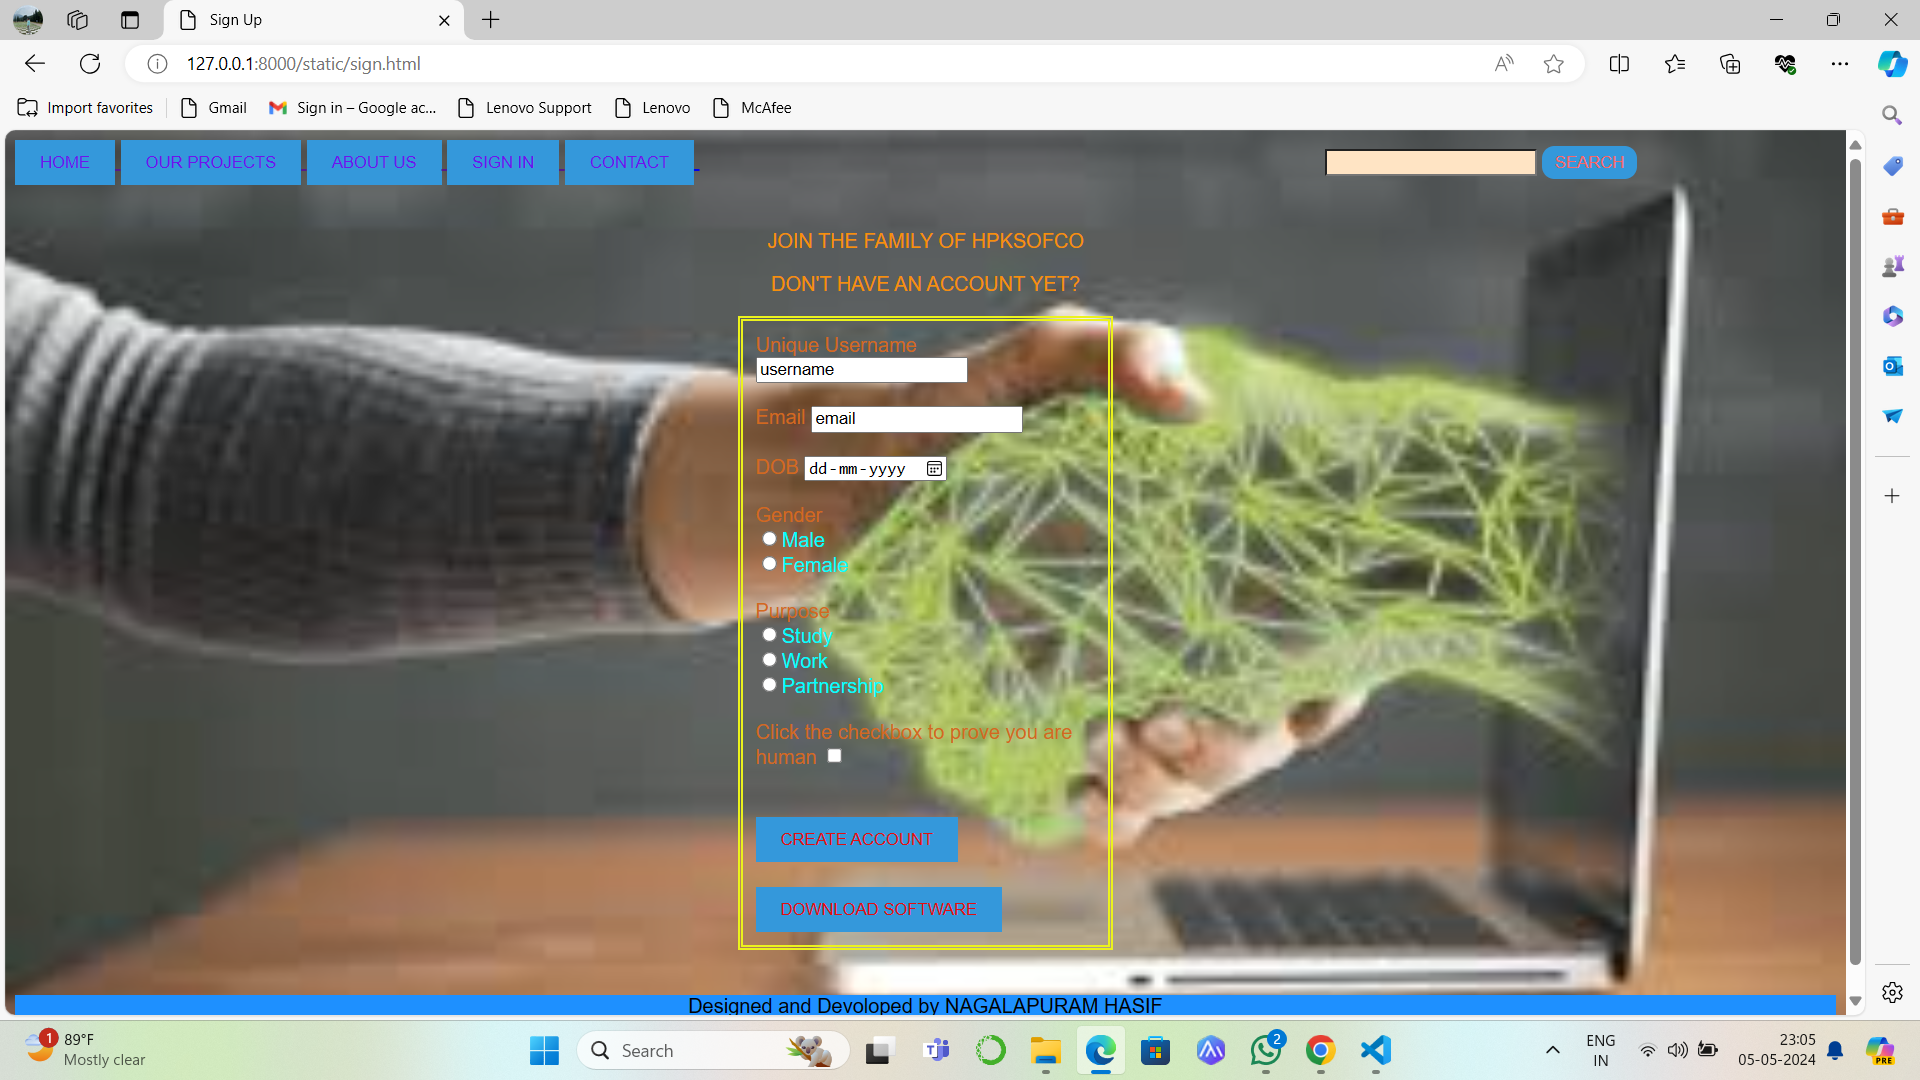 Sign Up
127.0.0.1:8000/static/sign.html
Import favorites Gmail Sign in – Google ac... Lenovo Support Lenovo McAfee
HOME OUR PROJECTS ABOUT US SIGN IN CONTACT SEARCH
JOIN THE FAMILY OF HPKSOFCO
DON'T HAVE AN ACCOUNT YET?
Unique Username
username
Email email
DOB dd-mm-yyyy
Gender
Male
Female
Purpose
Study
Work
Partnership
Click the checkbox to prove you are
human
CREATE ACCOUNT
DOWNLOAD SOFTWARE
Designed and Devoloped by NAGALAPURAM HASIF
1
89°F
Mostly clear
Search
2
ENG
IN
23:05
05-05-2024
PRE